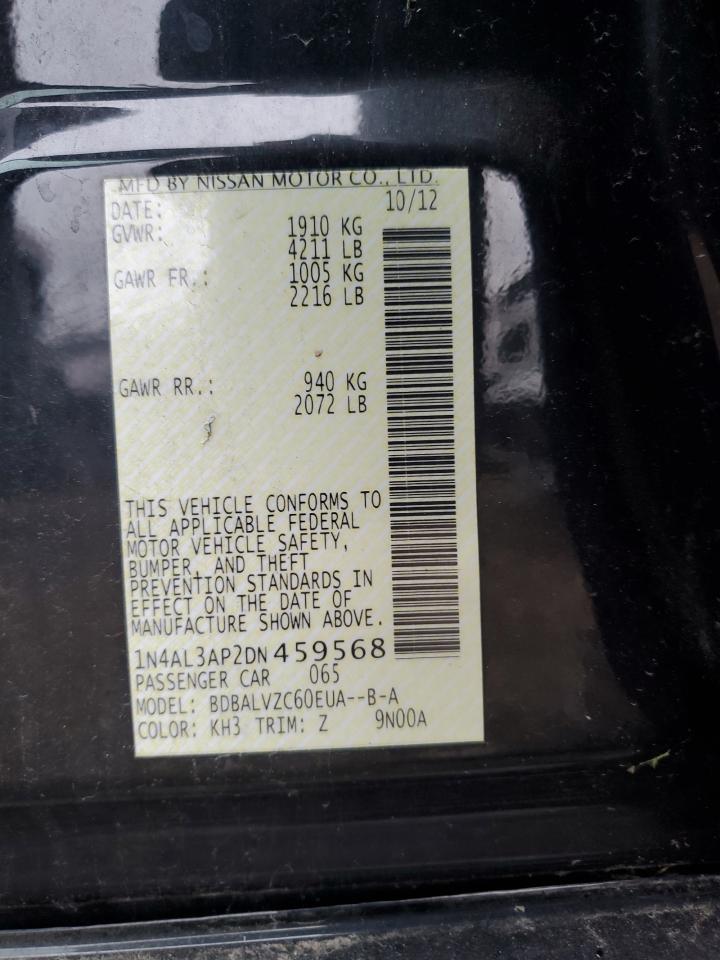 MFD BY NISSAN MOTOR CO., LTD.
DATE: 10/12
GVWR: 1910 KG
4211 LB
GAWR FR.: 1005 KG
2216 LB
GAWR RR.: 940 KG
2072 LB
THIS VEHICLE CONFORMS TO
ALL APPLICABLE FEDERAL
MOTOR VEHICLE SAFETY,
BUMPER, AND THEFT
PREVENTION STANDARDS IN
EFFECT ON THE DATE OF
MANUFACTURE SHOWN ABOVE.
1N4AL3AP2DN459568
PASSENGER CAR 065
MODEL: BDBALVZC60EUA--B-A
COLOR: KH3 TRIM: Z 9N00A